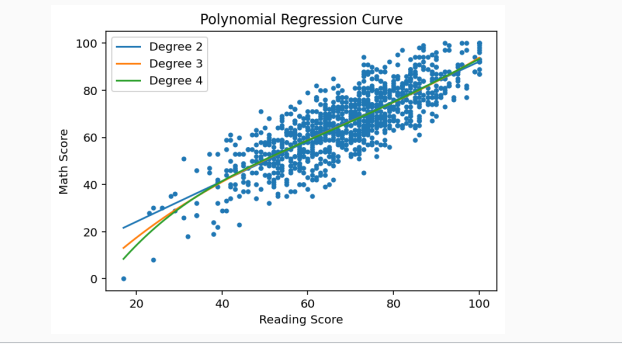 Polynomial Regression Curve
Degree 2
Degree 3
Degree 4
100
80
60
40
20
0
Math Score
20 40 60 80 100
Reading Score